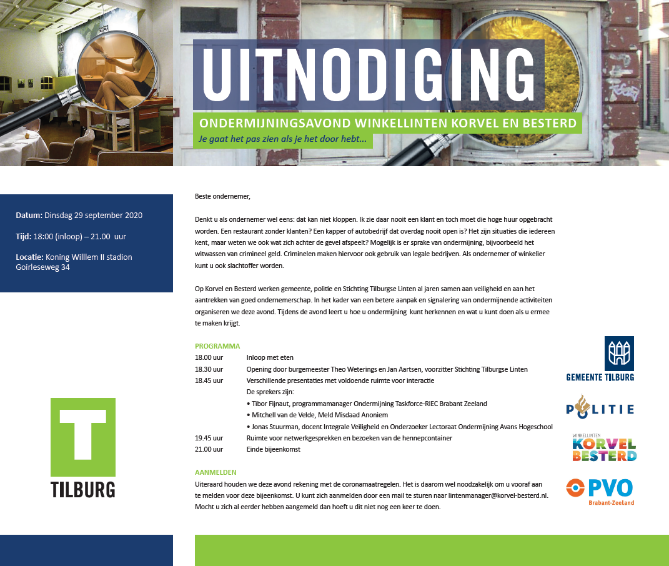 UITNODIGING
ONDERMIJNINGSAVOND WINKELLINTEN KORVEL EN BESTERD
Je gaat het pas zien als je het door hebt...
Datum: Dinsdag 29 september 2020
Tijd: 18:00 (inloop) – 21.00 uur
Locatie: Koning Willem II stadion
Goirleseweg 34
Beste ondernemer,
Denkt u als ondernemer wel eens: dat kan niet kloppen. Ik zie daar nooit een klant en toch moet die hoge huur opgebracht
worden. Een restaurant zonder klanten? Een kapper of autobedrijf dat overdag nooit open is? Het zijn situaties die iedereen
kent, maar weten we ook wat zich achter de gevel afspeelt? Mogelijk is er sprake van ondermijning, bijvoorbeeld het
witwassen van crimineel geld. Criminelen maken hiervoor ook gebruik van legale bedrijven. Als ondernemer of winkelier
kunt u ook slachtoffer worden.
Op Korvel en Besterd werken gemeente, politie en Stichting Tilburgse Linten al jaren samen aan veiligheid en aan het
aantrekken van goed ondernemerschap. In het kader van een betere aanpak en signalering van ondermijnende activiteiten
organiseren we deze avond. Tijdens de avond leert u hoe u ondermijning kunt herkennen en wat u kunt doen als u ermee
te maken krijgt.
PROGRAMMA
18.00 uur Inloop met eten
18.30 uur Opening door burgemeester Theo Weterings en Jan Aartsen, voorzitter Stichting Tilburgse Linten
18.45 uur Verschillende presentaties met voldoende ruimte voor interactie
De sprekers zijn:
• Tibor Fijnaut, programmamanager Ondermijning Taskforce-RIEC Brabant Zeeland
• Mitchell van de Velde, Meld Misdaad Anoniem
• Jonas Stuurman, docent Integrale Veiligheid en Onderzoeker Lectoraat Ondermijning Avans Hogeschool
19.45 uur Ruimte voor netwerkgesprekken en bezoeken van de hennepcontainer
21.00 uur Einde bijeenkomst
AANMELDEN
Uiteraard houden we deze avond rekening met de coronamaatregelen. Het is daarom wel noodzakelijk om u vooraf aan
te melden voor deze bijeenkomst. U kunt zich aanmelden door een mail te sturen naar lintenmanager@korvel-besterd.nl.
Mocht u zich al eerder hebben aangemeld dan hoeft u dit niet nog een keer te doen.
T
TILBURG
GEMEENTE TILBURG
POLITIE
WINKELLINTEN
KORVEL
BESTERD
PVO
Brabant-Zeeland